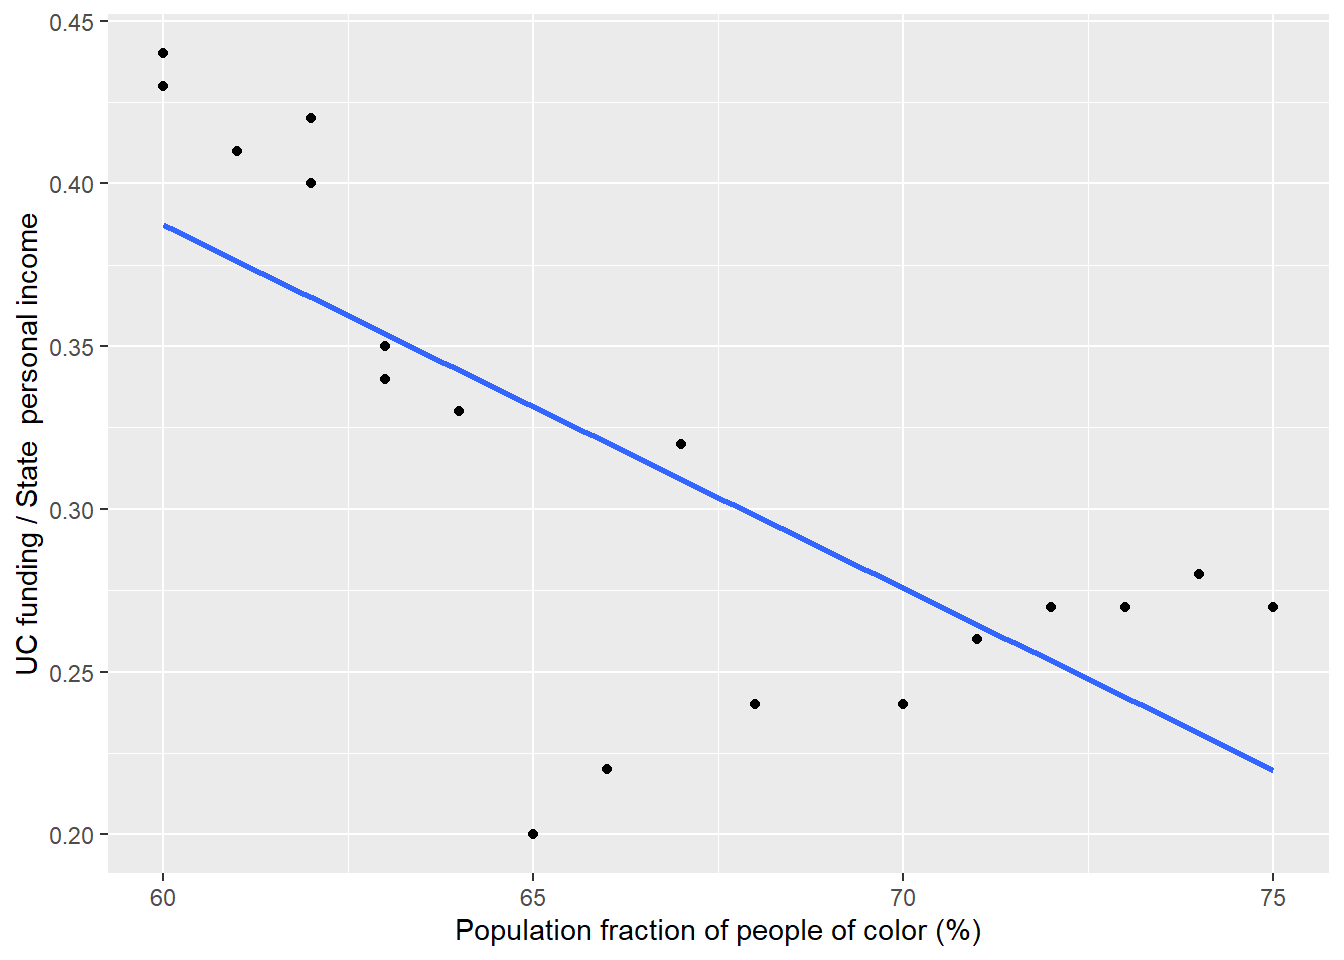 0.45
0.40
0.35
0.30
0.25
0.20
UC funding / State  personal income
60 65 70 75
Population fraction of people of color (%)